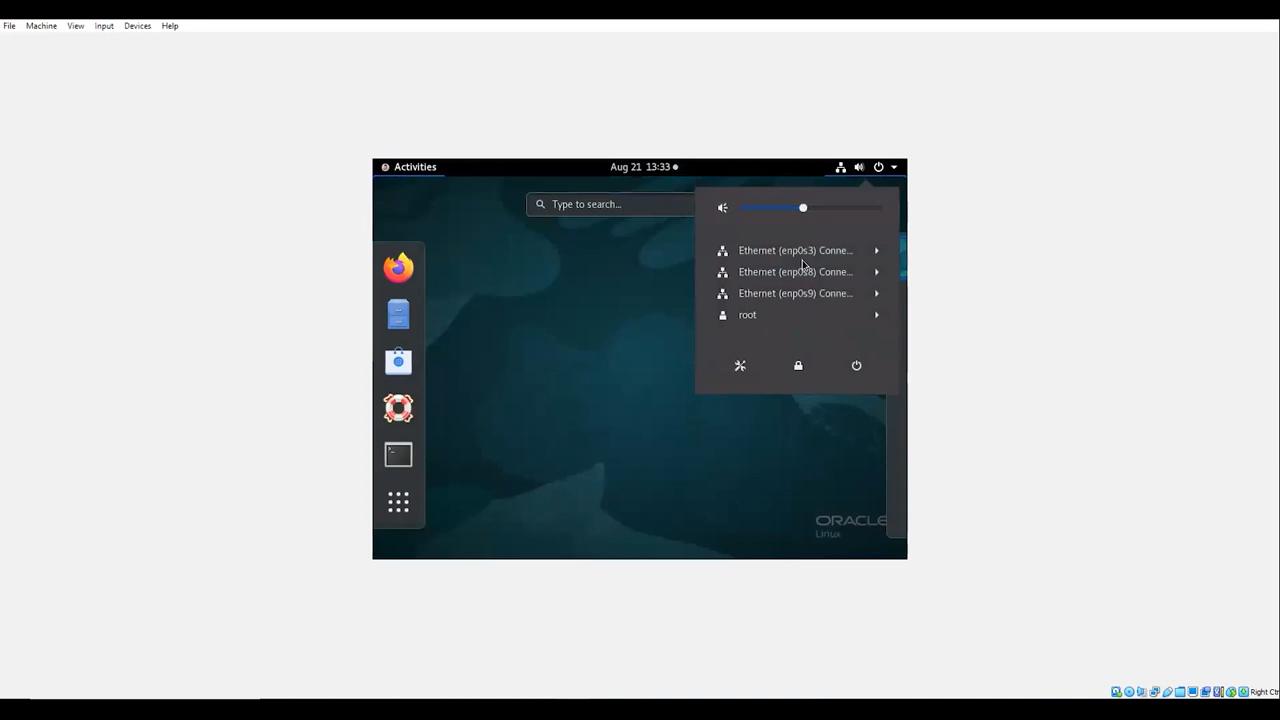 File Machine View Input Devices Help
Activities
Aug 21 13:33
Type to search...
Ethernet (enp0s3) Conne...
Ethernet (enp0s8) Conne...
Ethernet (enp0s9) Conne...
root
ORACLE
Linux
Right Ctr